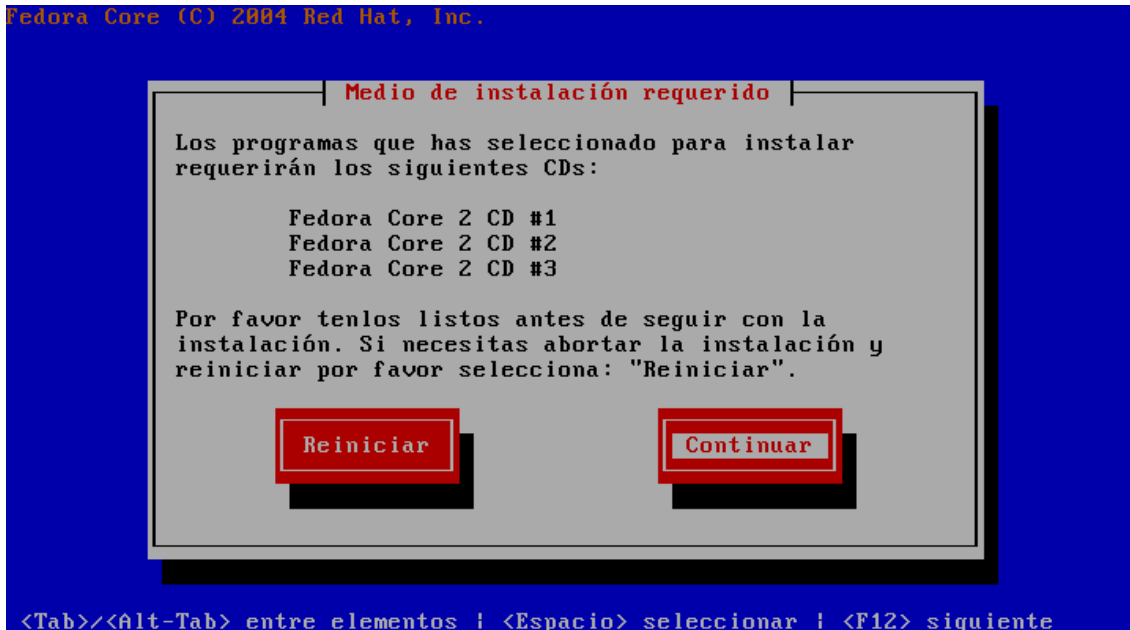 Fedora Core (C) 2004 Red Hat, Inc.
Medio de instalación requerido
Los programas que has seleccionado para instalar
requerirán los siguientes CDs:
Fedora Core 2 CD #1
Fedora Core 2 CD #2
Fedora Core 2 CD #3
Por favor tenlos listos antes de seguir con la
instalación. Si necesitas abortar la instalación y
reiniciar por favor selecciona: "Reiniciar".
Reiniciar
Continuar
<Tab>/<Alt-Tab> entre elementos | <Espacio> seleccionar | <F12> siguiente